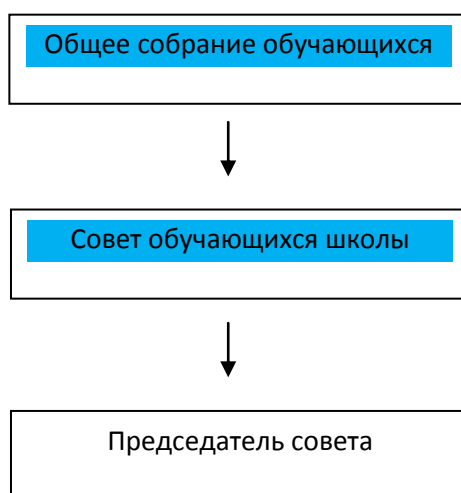 Общее собрание обучающихся
Совет обучающихся школы
Председатель совета